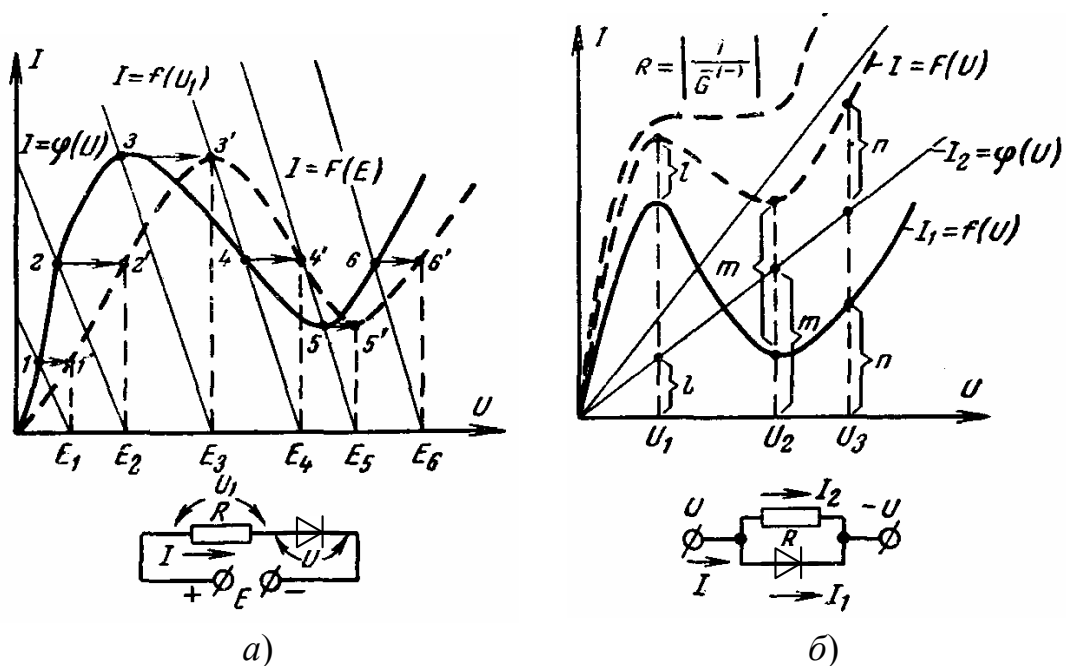 I
I = f(U₁)
I = φ(U)
3
3'
I = F(E)
2
2'
4
4'
6
6'
5
5'
1
1'
U
E₁ E₂ E₃ E₄ E₅ E₆
U₁
R
I
U
+ E −
а)
I
R = |1/G⁽⁻⁾|
I = F(U)
l
n
I₂ = φ(U)
I₁ = f(U)
m
m
n
l
U
U₁ U₂ U₃
I₂
U
R
−U
I
I₁
б)